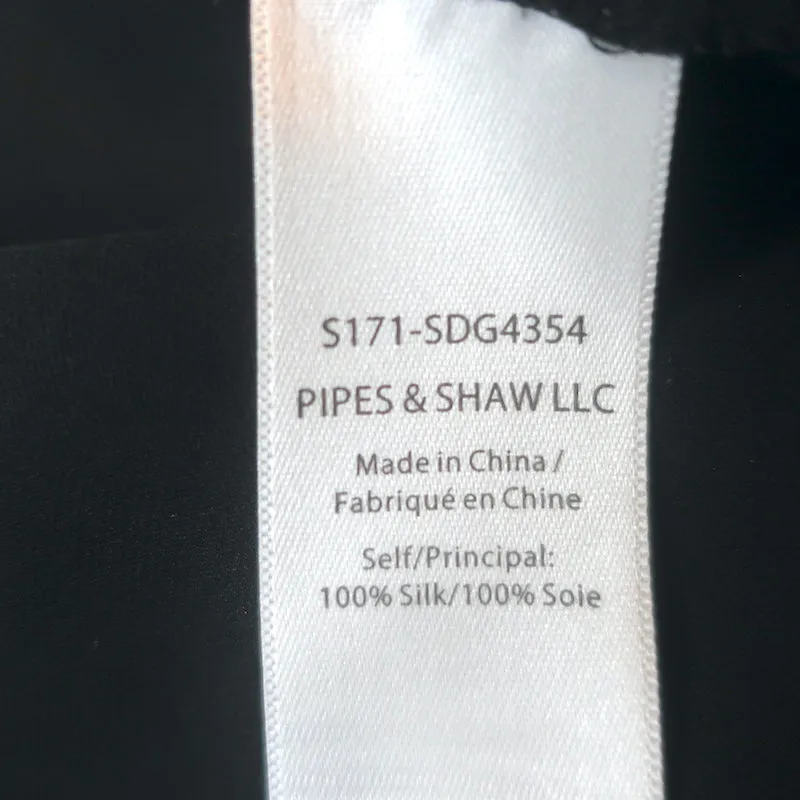 S171-SDG4354
PIPES & SHAW LLC
Made in China /
Fabriqué en Chine
Self/Principal:
100% Silk/100% Soie